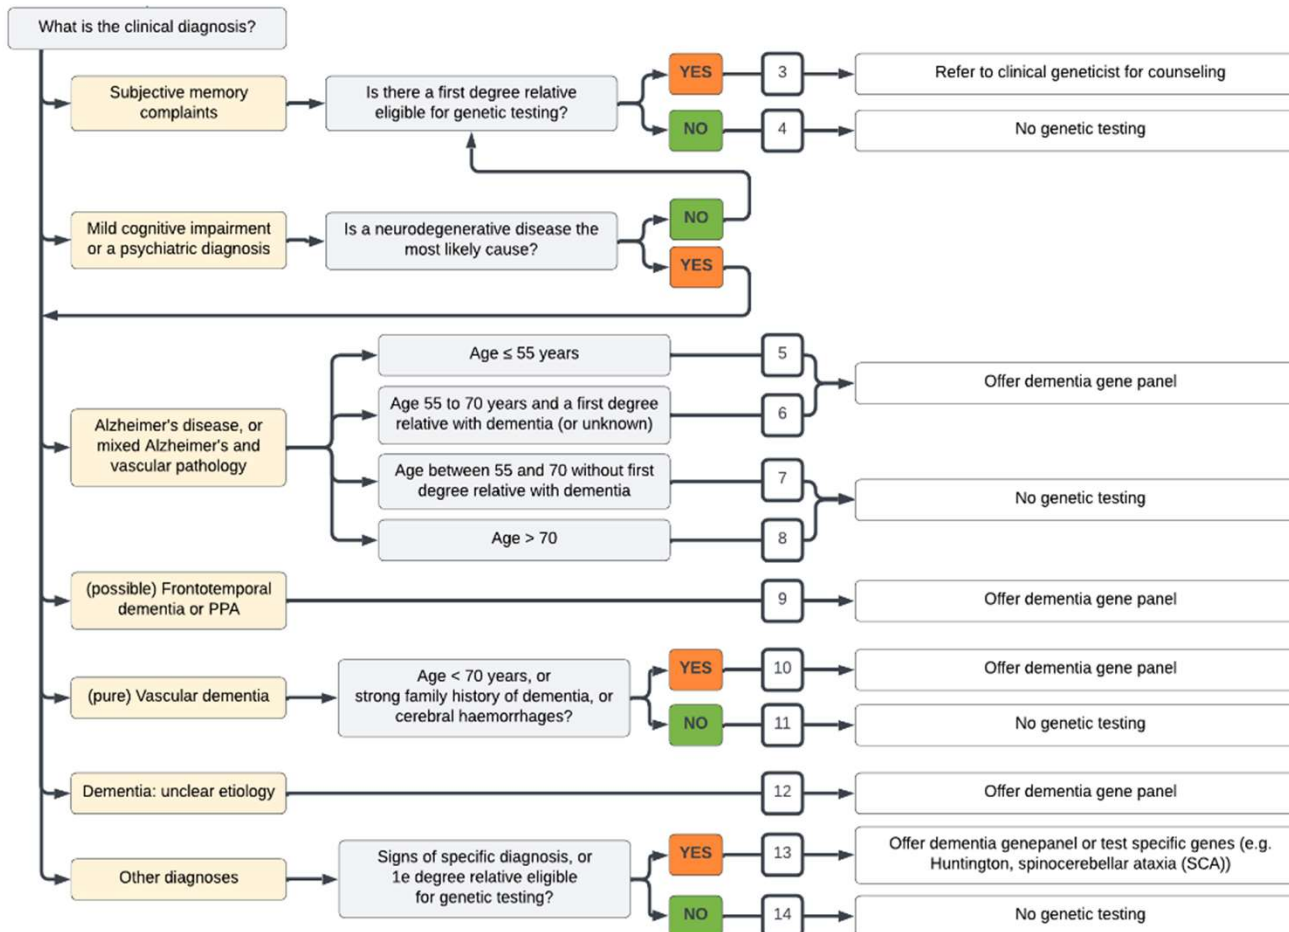 What is the clinical diagnosis?
Subjective memory
complaints
Is there a first degree relative
eligible for genetic testing?
YES
3
Refer to clinical geneticist for counseling
NO
4
No genetic testing
Mild cognitive impairment
or a psychiatric diagnosis
Is a neurodegenerative disease the
most likely cause?
NO
YES
Alzheimer's disease, or
mixed Alzheimer's and
vascular pathology
Age ≤ 55 years
5
Age 55 to 70 years and a first degree
relative with dementia (or unknown)
6
Offer dementia gene panel
Age between 55 and 70 without first
degree relative with dementia
7
Age > 70
8
No genetic testing
(possible) Frontotemporal
dementia or PPA
9
Offer dementia gene panel
(pure) Vascular dementia
Age < 70 years, or
strong family history of dementia, or
cerebral haemorrhages?
YES
10
Offer dementia gene panel
NO
11
No genetic testing
Dementia: unclear etiology
12
Offer dementia gene panel
Other diagnoses
Signs of specific diagnosis, or
1e degree relative eligible
for genetic testing?
YES
13
Offer dementia genepanel or test specific genes (e.g.
Huntington, spinocerebellar ataxia (SCA))
NO
14
No genetic testing